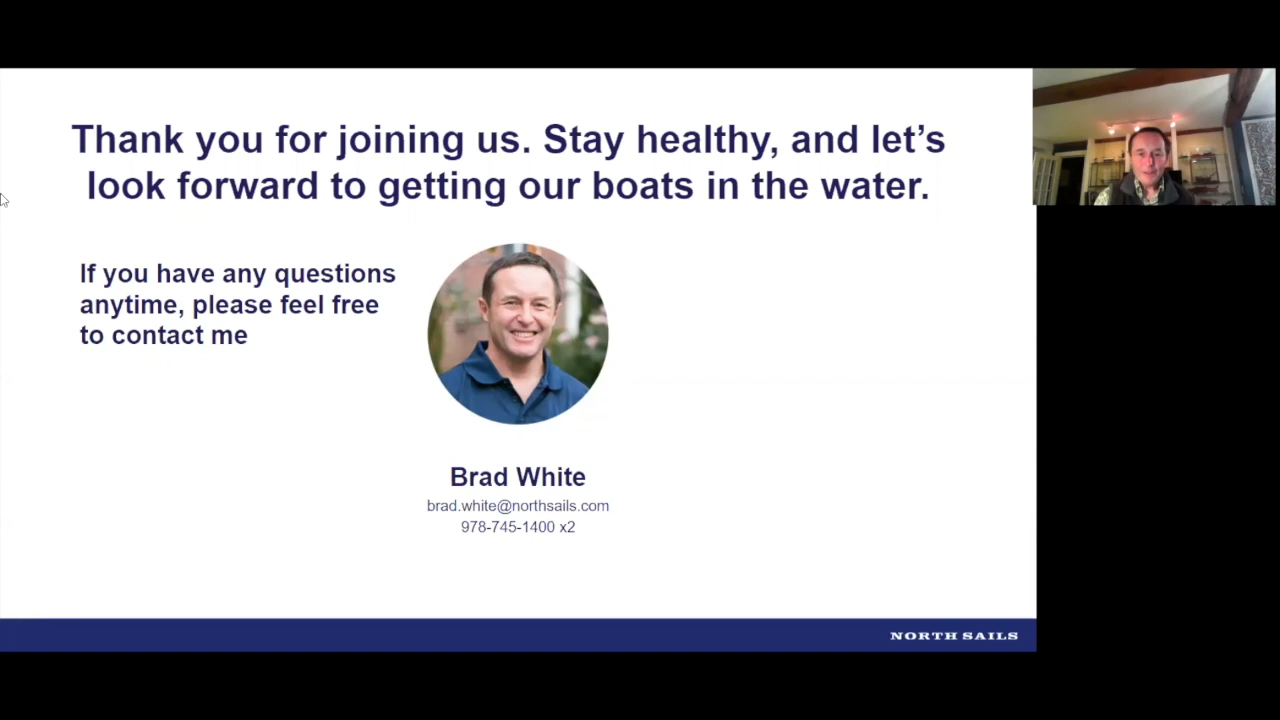 Thank you for joining us. Stay healthy, and let’s
look forward to getting our boats in the water.
If you have any questions
anytime, please feel free
to contact me
Brad White
brad.white@northsails.com
978-745-1400 x2
NORTH SAILS